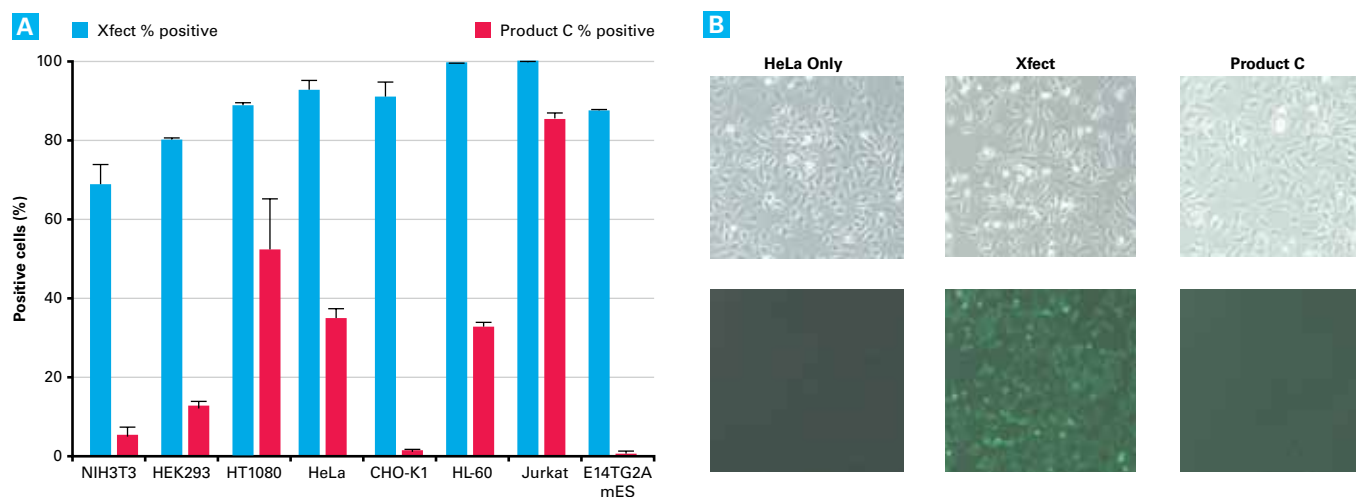 A
Xfect % positive
Product C % positive
Positive cells (%)
100
80
60
40
20
0
NIH3T3
HEK293
HT1080
HeLa
CHO-K1
HL-60
Jurkat
E14TG2A
mES
B
HeLa Only
Xfect
Product C